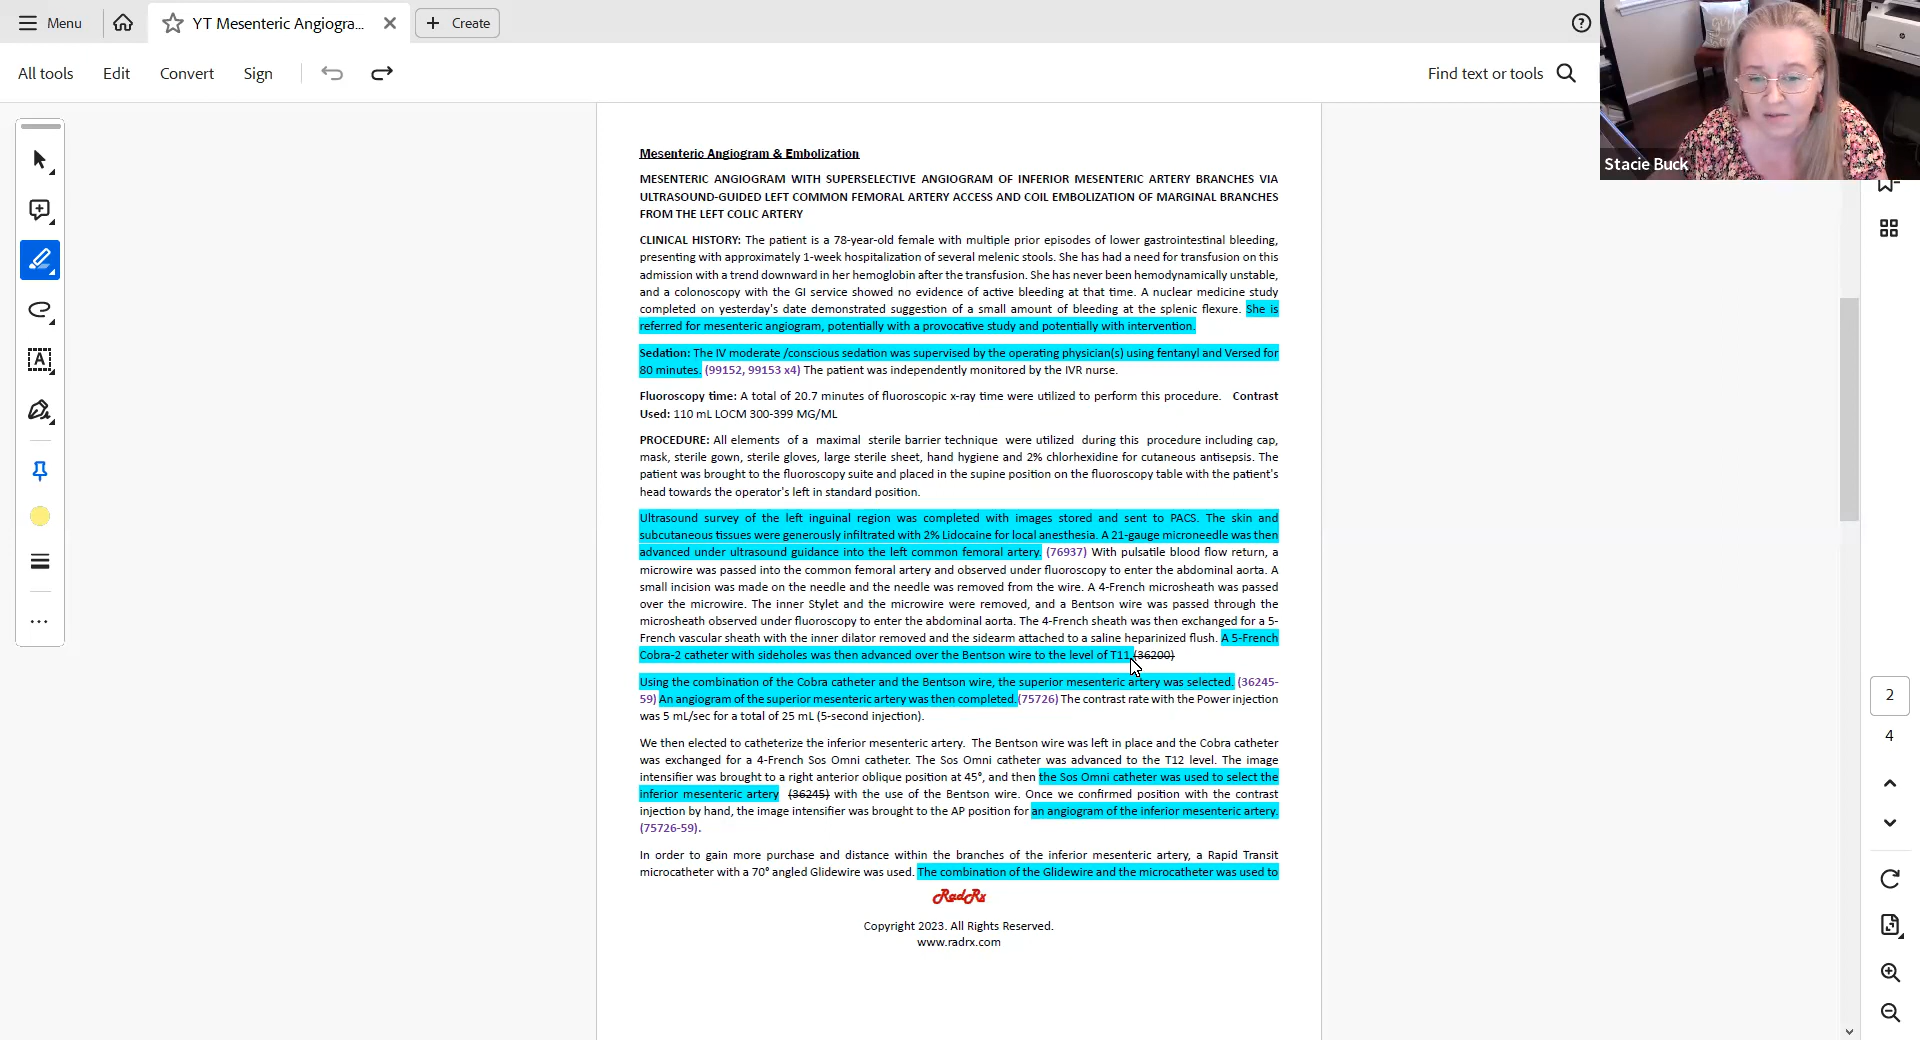 Menu
YT Mesenteric Angiogra...
Create
All tools
Edit
Convert
Sign
Find text or tools
Stacie Buck
Mesenteric Angiogram & Embolization
MESENTERIC ANGIOGRAM WITH SUPERSELECTIVE ANGIOGRAM OF INFERIOR MESENTERIC ARTERY BRANCHES VIA
ULTRASOUND-GUIDED LEFT COMMON FEMORAL ARTERY ACCESS AND COIL EMBOLIZATION OF MARGINAL BRANCHES
FROM THE LEFT COLIC ARTERY
CLINICAL HISTORY: The patient is a 78-year-old female with multiple prior episodes of lower gastrointestinal bleeding,
presenting with approximately 1-week hospitalization of several melenic stools. She has had a need for transfusion on this
admission with a trend downward in her hemoglobin after the transfusion. She has never been hemodynamically unstable,
and a colonoscopy with the GI service showed no evidence of active bleeding at that time. A nuclear medicine study
completed on yesterday's date demonstrated suggestion of a small amount of bleeding at the splenic flexure. She is
referred for mesenteric angiogram, potentially with a provocative study and potentially with intervention.
Sedation: The IV moderate /conscious sedation was supervised by the operating physician(s) using fentanyl and Versed for
80 minutes. (99152, 99153 x4) The patient was independently monitored by the IVR nurse.
Fluoroscopy time: A total of 20.7 minutes of fluoroscopic x-ray time were utilized to perform this procedure. Contrast
Used: 110 mL LOCM 300-399 MG/ML
PROCEDURE: All elements of a maximal sterile barrier technique were utilized during this procedure including cap,
mask, sterile gown, sterile gloves, large sterile sheet, hand hygiene and 2% chlorhexidine for cutaneous antisepsis. The
patient was brought to the fluoroscopy suite and placed in the supine position on the fluoroscopy table with the patient's
head towards the operator's left in standard position.
Ultrasound survey of the left inguinal region was completed with images stored and sent to PACS. The skin and
subcutaneous tissues were generously infiltrated with 2% Lidocaine for local anesthesia. A 21-gauge microneedle was then
advanced under ultrasound guidance into the left common femoral artery. (76937) With pulsatile blood flow return, a
microwire was passed into the common femoral artery and observed under fluoroscopy to enter the abdominal aorta. A
small incision was made on the needle and the needle was removed from the wire. A 4-French microsheath was passed
over the microwire. The inner Stylet and the microwire were removed, and a Bentson wire was passed through the
microsheath observed under fluoroscopy to enter the abdominal aorta. The 4-French sheath was then exchanged for a 5-
French vascular sheath with the inner dilator removed and the sidearm attached to a saline heparinized flush. A 5-French
Cobra-2 catheter with sideholes was then advanced over the Bentson wire to the level of T11. (36200)
Using the combination of the Cobra catheter and the Bentson wire, the superior mesenteric artery was selected. (36245-
59) An angiogram of the superior mesenteric artery was then completed. (75726) The contrast rate with the Power injection
was 5 mL/sec for a total of 25 mL (5-second injection).
We then elected to catheterize the inferior mesenteric artery. The Bentson wire was left in place and the Cobra catheter
was exchanged for a 4-French Sos Omni catheter. The Sos Omni catheter was advanced to the T12 level. The image
intensifier was brought to a right anterior oblique position at 45°, and then the Sos Omni catheter was used to select the
inferior mesenteric artery (36245) with the use of the Bentson wire. Once we confirmed position with the contrast
injection by hand, the image intensifier was brought to the AP position for an angiogram of the inferior mesenteric artery.
(75726-59).
In order to gain more purchase and distance within the branches of the inferior mesenteric artery, a Rapid Transit
microcatheter with a 70° angled Glidewire was used. The combination of the Glidewire and the microcatheter was used to
RadRx
Copyright 2023. All Rights Reserved.
www.radrx.com
2
4